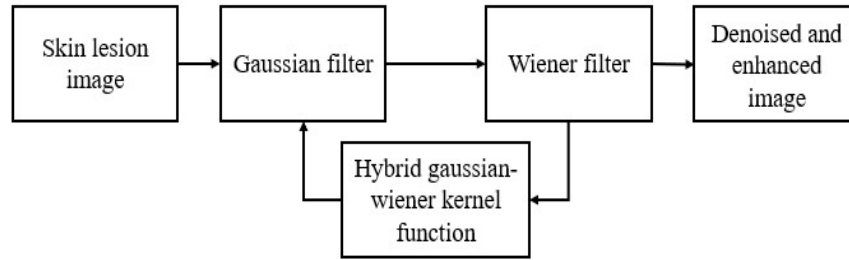 Skin lesion
image
Gaussian filter
Wiener filter
Denoised and
enhanced
image
Hybrid gaussian-
wiener kernel
function